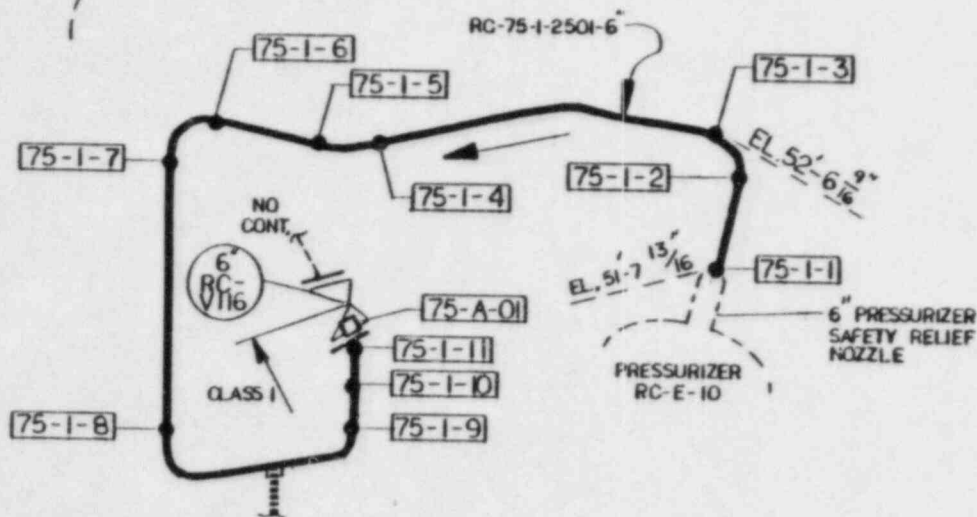 RC-75-1-2501-6"
75-1-6
75-1-5
75-1-3
75-1-7
EL. 52'-6 9/16"
75-1-2
75-1-4
NO
CONT.
6"
RC-
V116
EL. 51'-7 13/16"
75-1-1
75-A-01
6" PRESSURIZER
SAFETY RELIEF
NOZZLE
75-1-11
PRESSURIZER
RC-E-10
CLASS 1
75-1-10
75-1-8
75-1-9